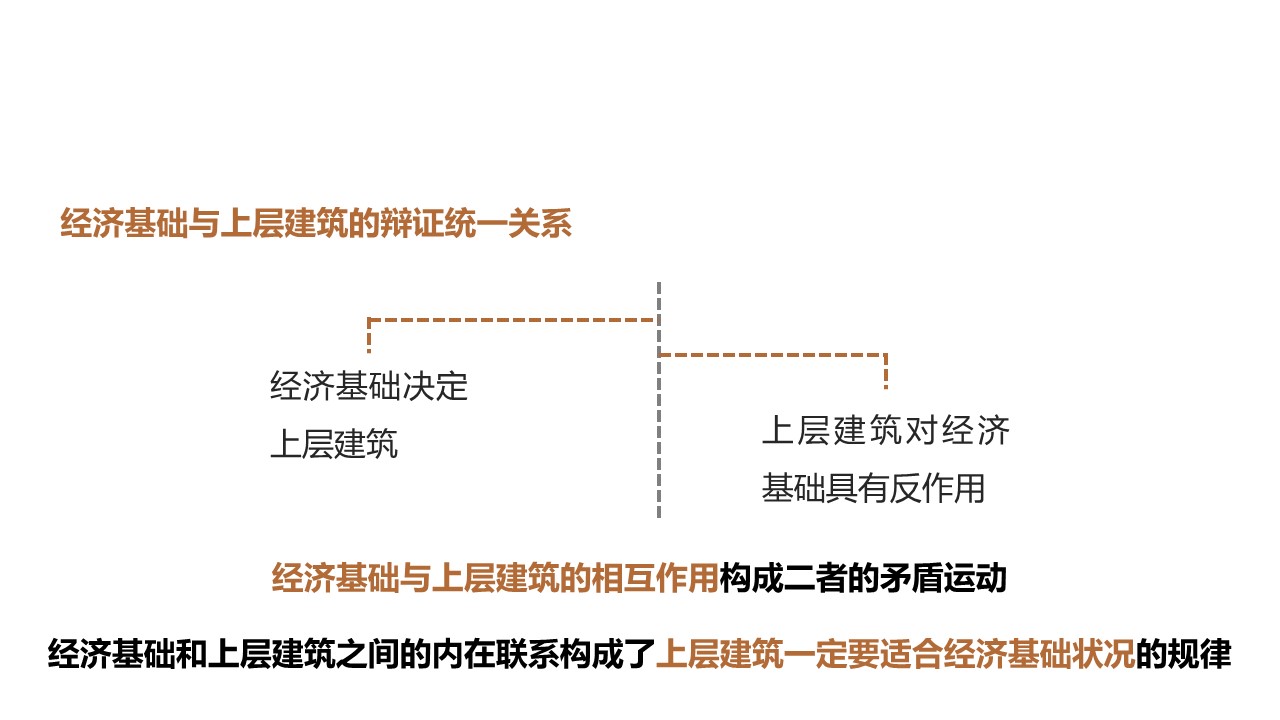 经济基础与上层建筑的辩证统一关系
经济基础决定
上层建筑
上层建筑对经济
基础具有反作用
经济基础与上层建筑的相互作用构成二者的矛盾运动
经济基础和上层建筑之间的内在联系构成了上层建筑一定要适合经济基础状况的规律